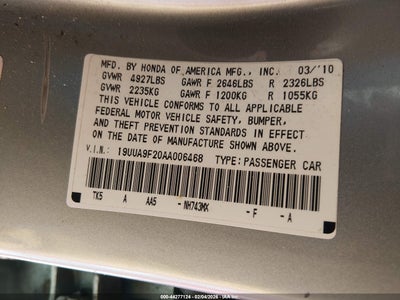 MFD. BY HONDA OF AMERICA MFG., INC. 03/'10
GVWR 4927LBS GAWR F 2646LBS R 2326LBS
GVWR 2235KG GAWR F 1200KG R 1055KG
THIS VEHICLE CONFORMS TO ALL APPLICABLE
FEDERAL MOTOR VEHICLE SAFETY, BUMPER,
AND THEFT PREVENTION STANDARDS IN EFFECT
ON THE DATE OF MANUFACTURE SHOWN ABOVE.
V.I.N.: 19UUA9F20AA006468 TYPE: PASSENGER CAR
TK5 A AA5 - NH743MX - F - A
000-44277124 - 02/04/2026 - IAA Inc.